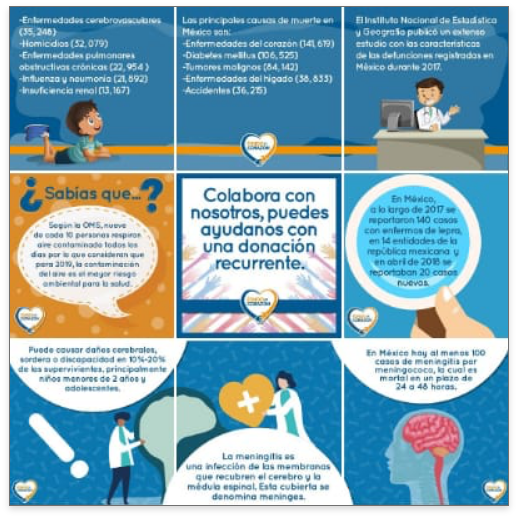 -Enfermedades cerebrovasculares
(35,248)
-Homicidios (32,079)
-Enfermedades pulmonares
obstructivas crónicas (22,954 )
-Influenza y neumonía (21,892)
-Insuficiencia renal (13,167)
Las principales causas de muerte en
México son:
-Enfermedades del corazón (141,619)
-Diabetes mellitus (106,525)
-Tumores malignos (84,142)
-Enfermedades del hígado (38,833)
-Accidentes (36,215)
El Instituto Nacional de Estadística
y Geografía publicó un extenso
estudio con las características
de las defunciones registradas en
México durante 2017.
¿Sabías que...?
Según la OMS, nueve
de cada 10 personas respiran
aire contaminado todos los
días por lo que consideren que
para 2019, la contaminación
del aire es el mayor riesgo
ambiental para la salud.
Colabora con
nosotros, puedes
ayudarnos con
una donación
recurrente.
En México,
a lo largo de 2017 se
reportaron 140 casos
con enfermos de lepra,
en 14 entidades de la
república mexicana y
en abril de 2018 se
reportaban 20 casos
nuevos.
Puede causar daños cerebrales,
sordera o discapacidad en 10%-20%
de los supervivientes, principalmente
niños menores de 2 años y
adolescentes.
La meningitis es
una infección de las membranas
que recubren el cerebro y la
médula espinal. Esta cubierta se
denomina meninges.
En México hay al menos 100
casos de meningitis por
meningococo, la cual es
mortal en un plazo de
24 a 48 horas.